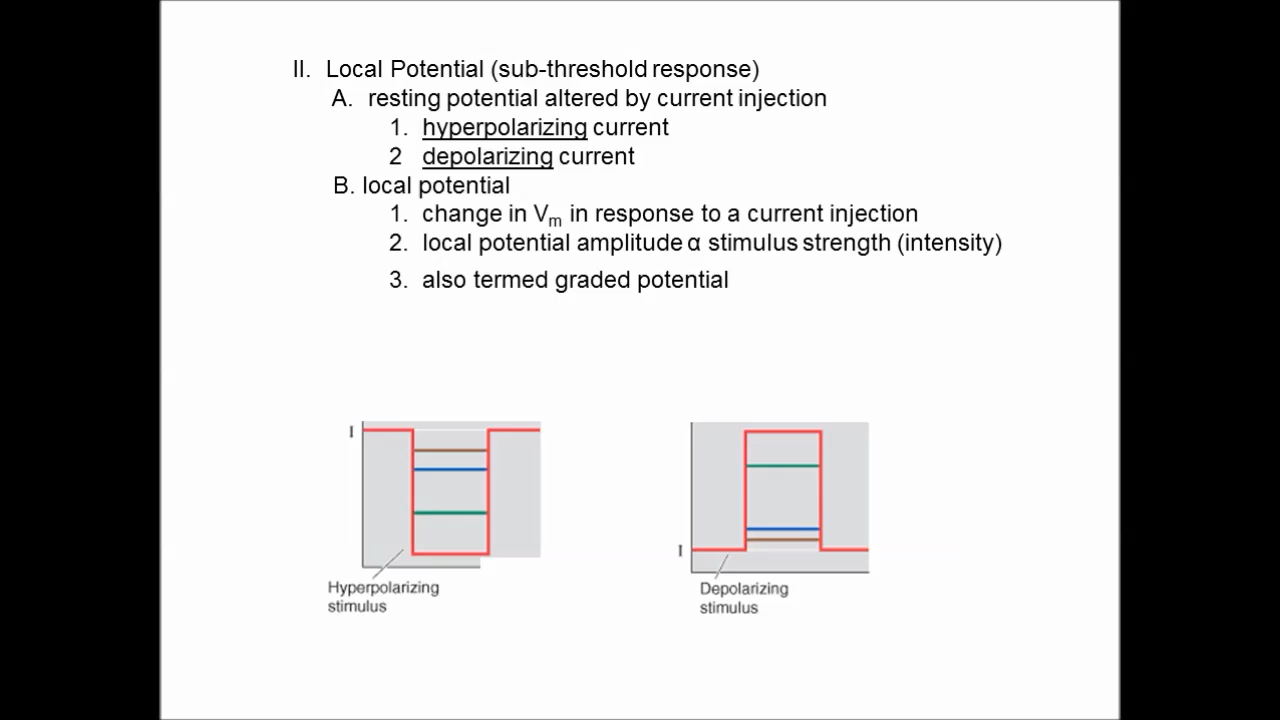 II. Local Potential (sub-threshold response)
A. resting potential altered by current injection
1. hyperpolarizing current
2 depolarizing current
B. local potential
1. change in Vm in response to a current injection
2. local potential amplitude α stimulus strength (intensity)
3. also termed graded potential
I
Hyperpolarizing
stimulus
I
Depolarizing
stimulus